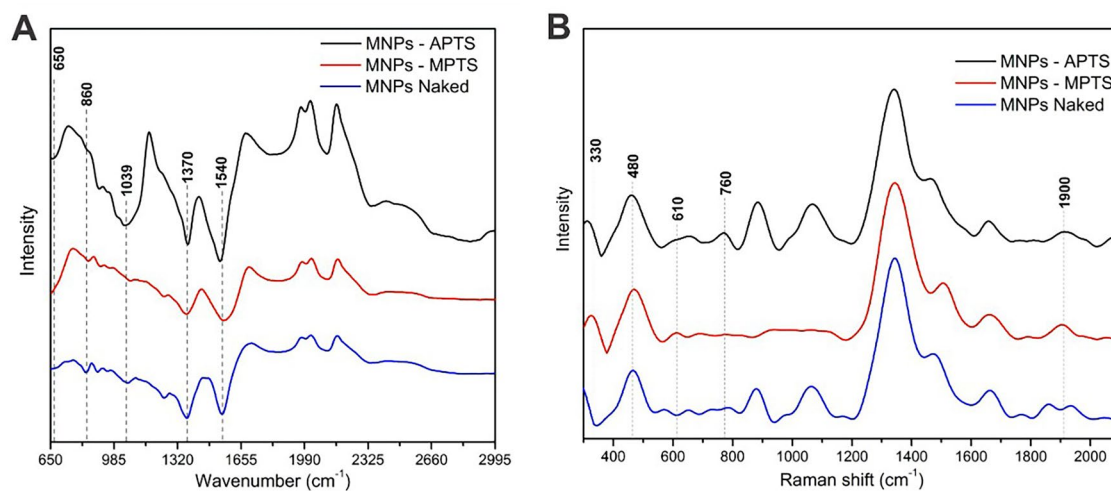 A
MNPs - APTS
MNPs - MPTS
MNPs Naked
650
860
1039
1370
1540
Intensity
650 985 1320 1655 1990 2325 2660 2995
Wavenumber (cm-1)
B
MNPs - APTS
MNPs - MPTS
MNPs Naked
330
480
610
760
1900
Intensity
400 600 800 1000 1200 1400 1600 1800 2000
Raman shift (cm-1)